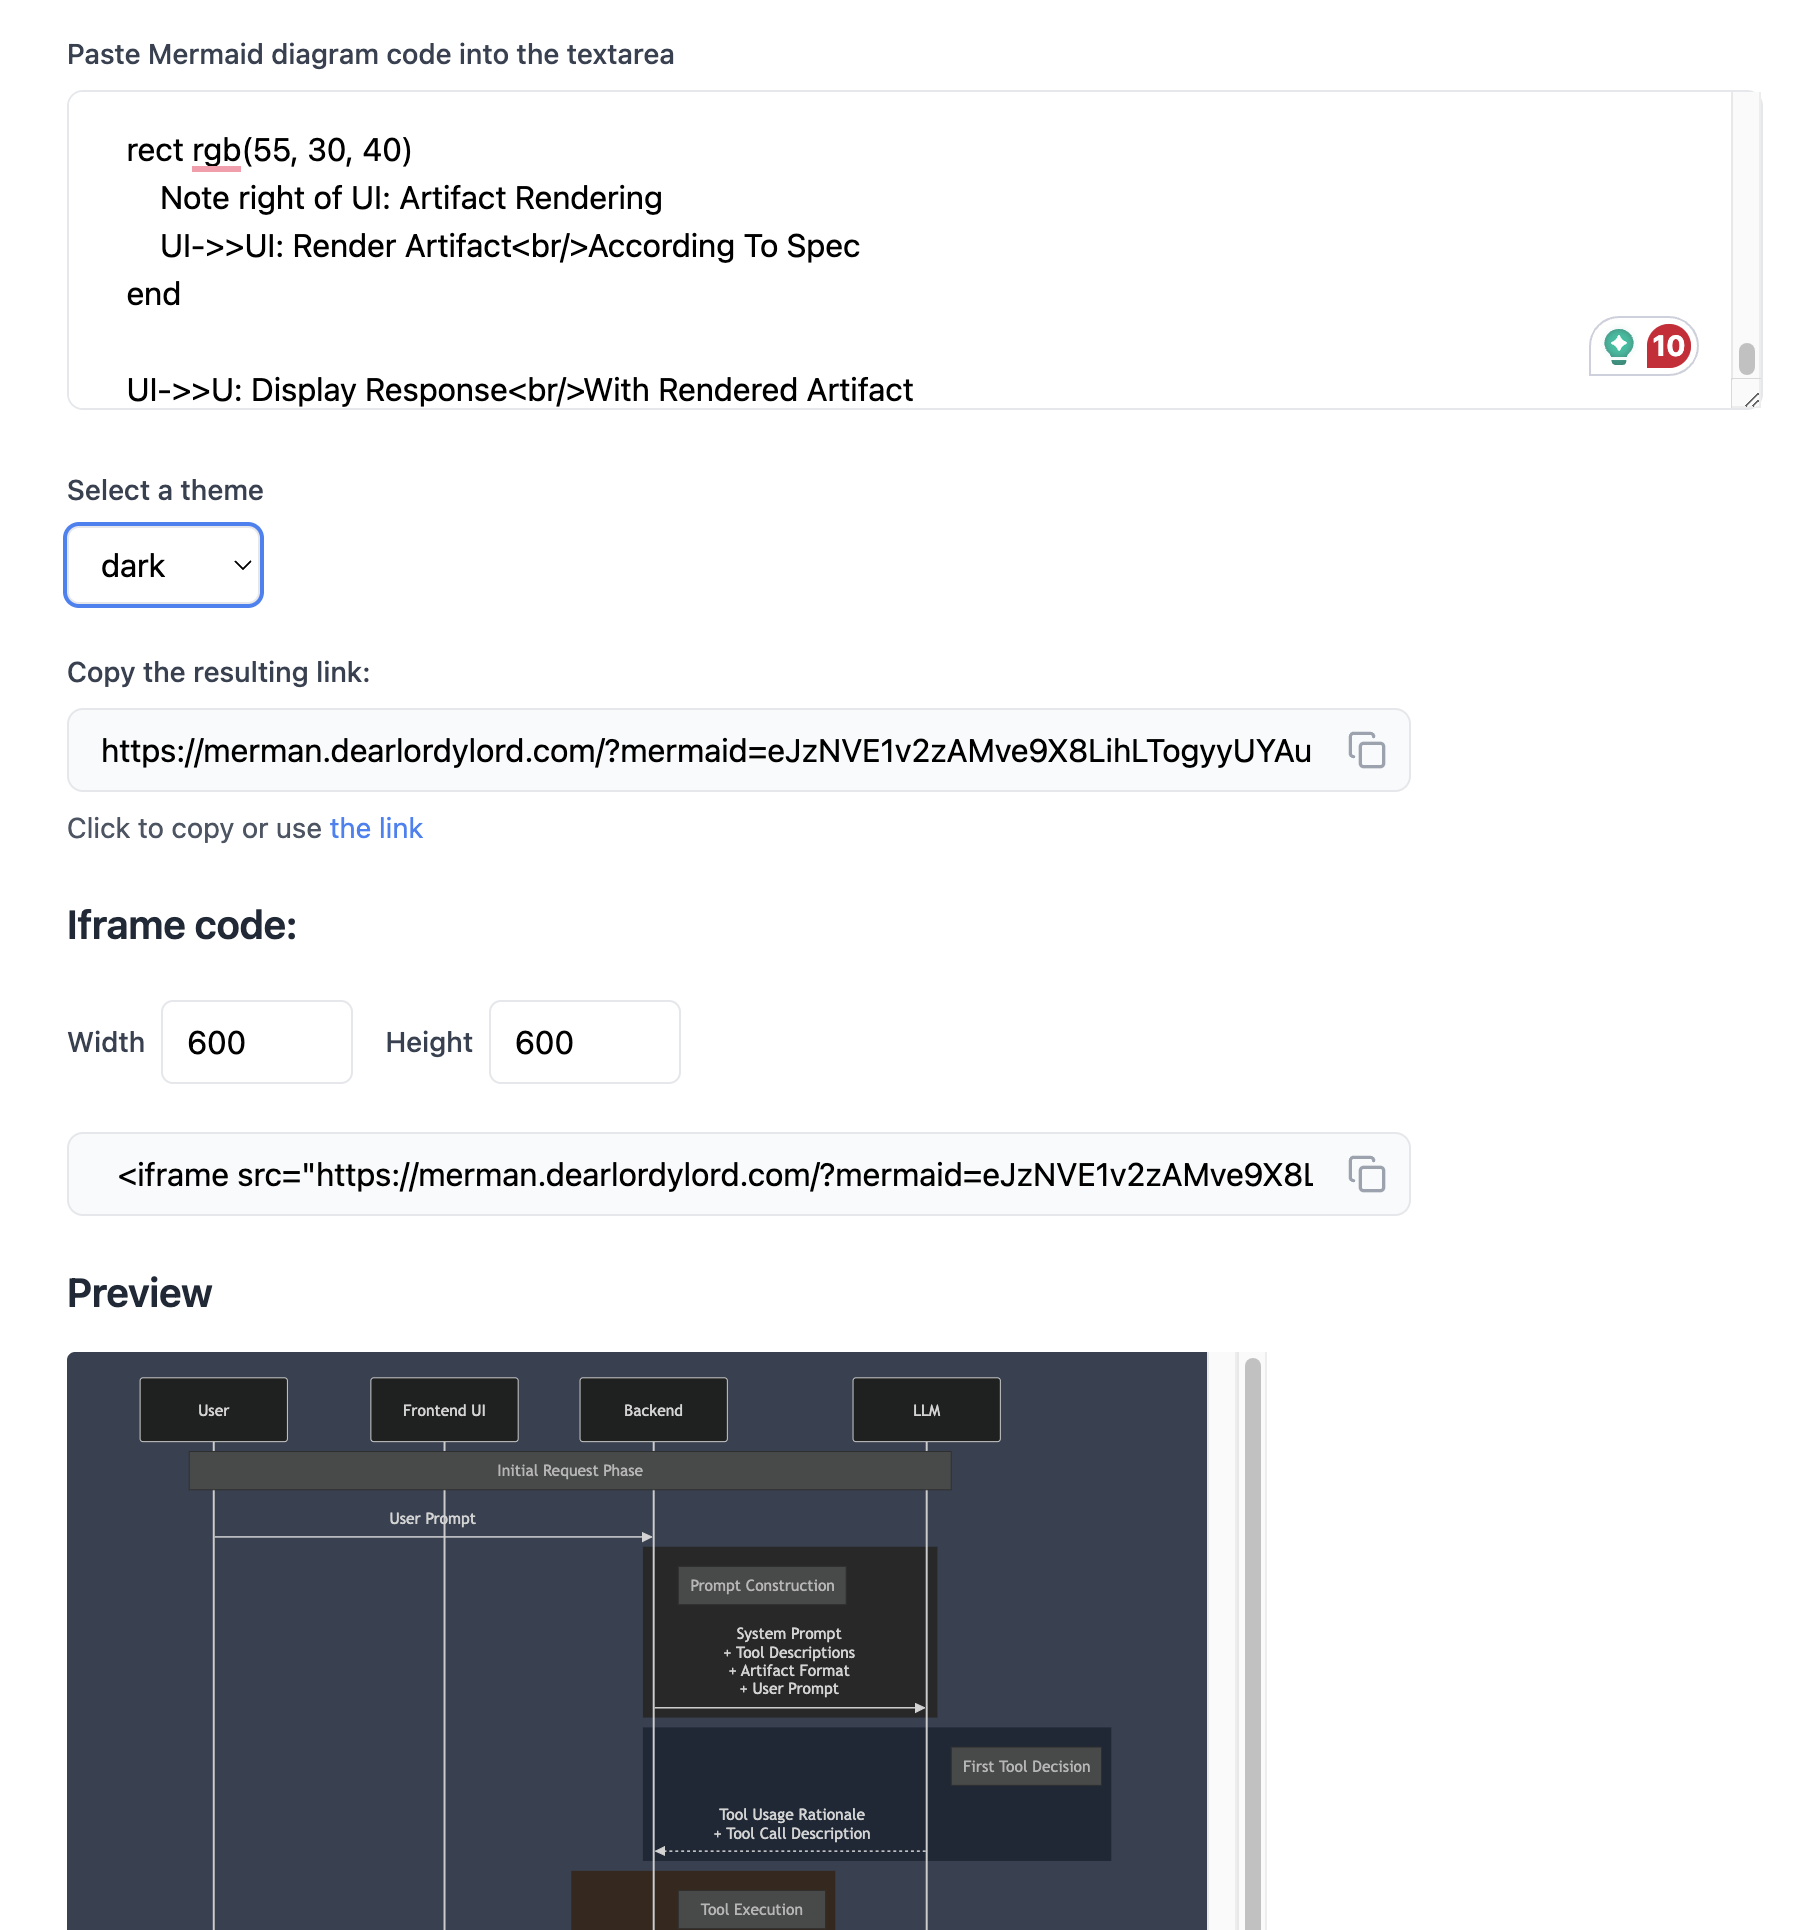 Paste Mermaid diagram code into the textarea
rect rgb(55, 30, 40)
Note right of UI: Artifact Rendering
UI->>UI: Render Artifact<br/>According To Spec
end
10
UI->>U: Display Response<br/>With Rendered Artifact
Select a theme
dark
Copy the resulting link:
https://merman.dearlordylord.com/?mermaid=eJzNVE1v2zAMve9X8LihLTogyyUYAu
Click to copy or use the link
Iframe code:
Width 600 Height 600
<iframe src="https://merman.dearlordylord.com/?mermaid=eJzNVE1v2zAMve9X8L
Preview
User Frontend UI Backend LLM
Initial Request Phase
User Prompt
Prompt Construction
System Prompt
+ Tool Descriptions
+ Artifact Format
+ User Prompt
First Tool Decision
Tool Usage Rationale
+ Tool Call Description
Tool Execution